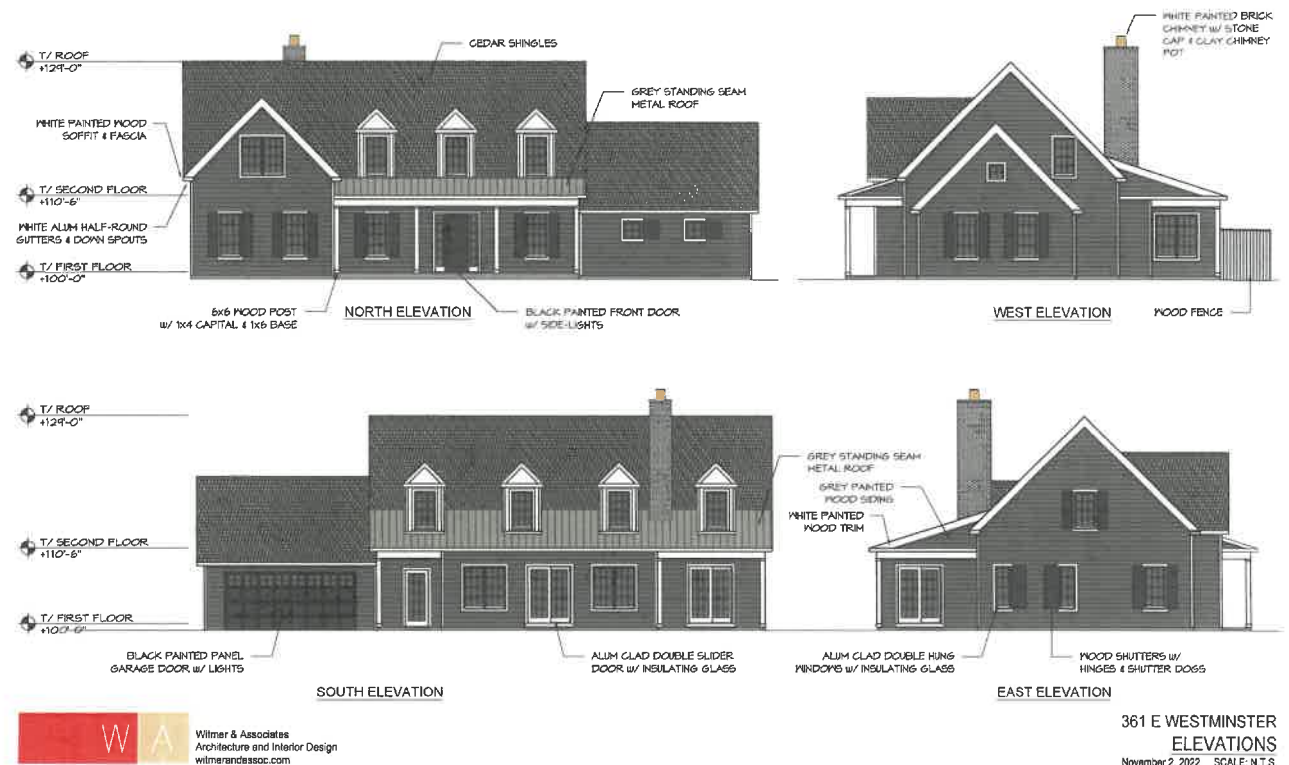 T/ ROOF
+129'-0"
CEDAR SHINGLES
GREY STANDING SEAM
METAL ROOF
WHITE PAINTED WOOD
SOFFIT & FASCIA
T/ SECOND FLOOR
+110'-6"
WHITE ALUM HALF-ROUND
GUTTERS & DOWN SPOUTS
T/ FIRST FLOOR
+100'-0"
6x6 WOOD POST
w/ 1x4 CAPITAL & 1x6 BASE
NORTH ELEVATION
BLACK PAINTED FRONT DOOR
w/ SIDE-LIGHTS
WHITE PAINTED BRICK
CHIMNEY w/ STONE
CAP & CLAY CHIMNEY
POT
WEST ELEVATION
WOOD FENCE
T/ ROOF
+129'-0"
T/ SECOND FLOOR
+110'-6"
T/ FIRST FLOOR
+100'-0"
BLACK PAINTED PANEL
GARAGE DOOR w/ LIGHTS
ALUM CLAD DOUBLE SLIDER
DOOR w/ INSULATING GLASS
SOUTH ELEVATION
GREY STANDING SEAM
METAL ROOF
GREY PAINTED
WOOD SIDING
WHITE PAINTED
WOOD TRIM
ALUM CLAD DOUBLE HUNG
WINDOWS w/ INSULATING GLASS
WOOD SHUTTERS w/
HINGES & SHUTTER DOGS
EAST ELEVATION
W A
Witmer & Associates
Architecture and Interior Design
witmerandassoc.com
361 E WESTMINSTER
ELEVATIONS
November 2, 2022 SCALE: N.T.S.